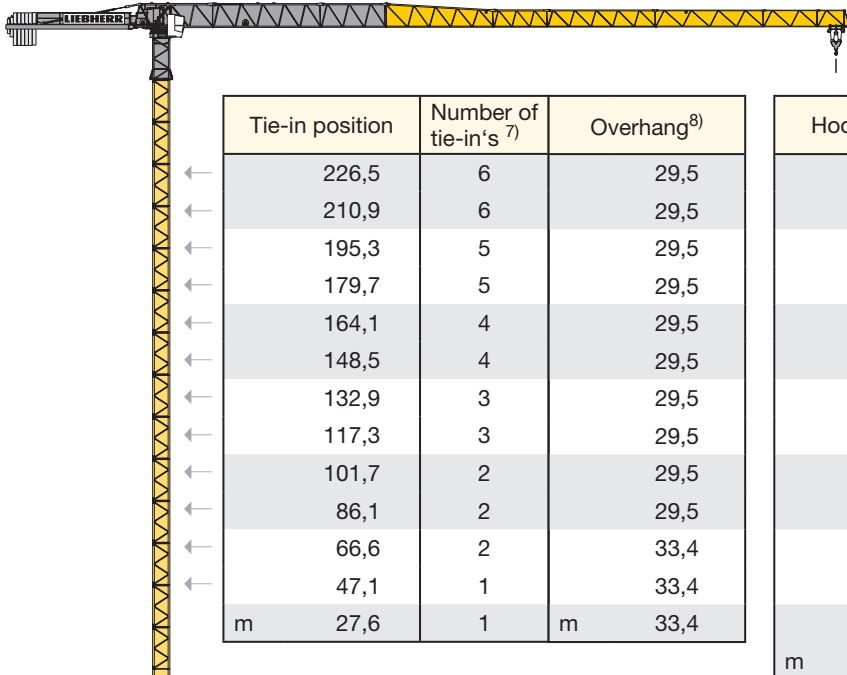 LIEBHERR
Tie-in position Number of tie-in's 7) Overhang8) Hoo
226,5 6 29,5
210,9 6 29,5
195,3 5 29,5
179,7 5 29,5
164,1 4 29,5
148,5 4 29,5
132,9 3 29,5
117,3 3 29,5
101,7 2 29,5
86,1 2 29,5
66,6 2 33,4
47,1 1 33,4
m 27,6 1 m 33,4
m